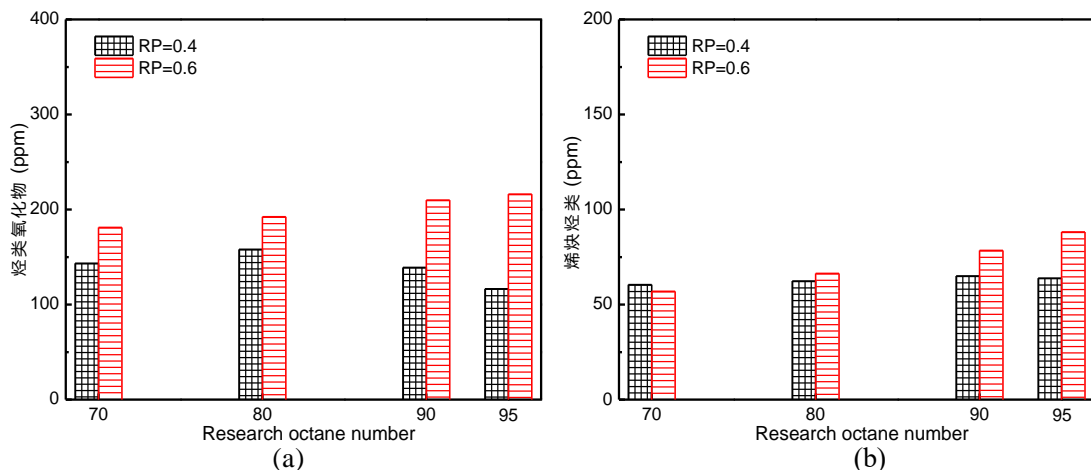 400
300
200
100
0
烃类氧化物 (ppm)
RP=0.4
RP=0.6
70 80 90 95
Research octane number
(a)
200
150
100
50
0
烯炔烃类 (ppm)
RP=0.4
RP=0.6
70 80 90 95
Research octane number
(b)